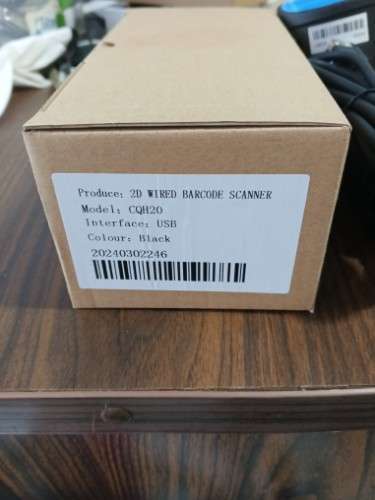 Produce: 2D WIRED BARCODE SCANNER
Model: CQH20
Interface: USB
Colour: Black
20240302246